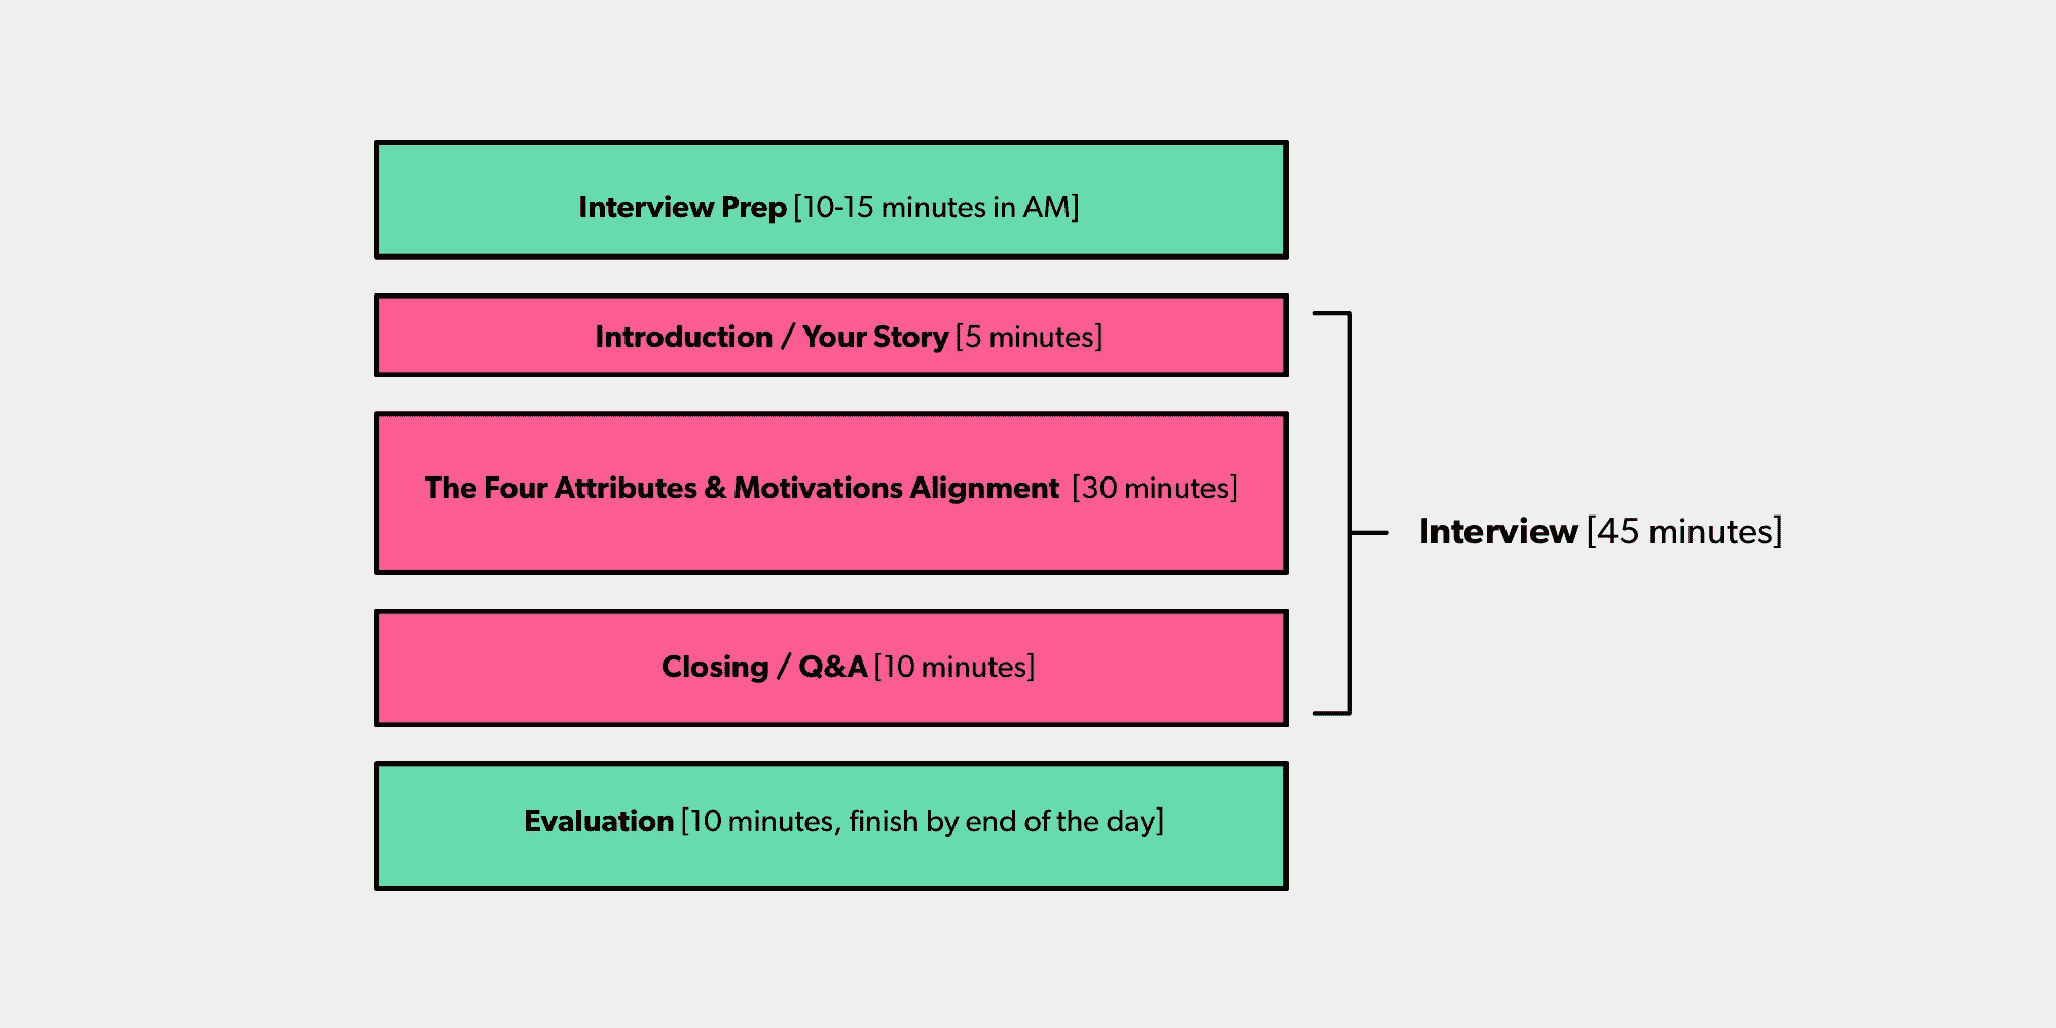 Interview Prep [10-15 minutes in AM]
Introduction / Your Story [5 minutes]
The Four Attributes & Motivations Alignment [30 minutes]
Interview [45 minutes]
Closing / Q&A [10 minutes]
Evaluation [10 minutes, finish by end of the day]